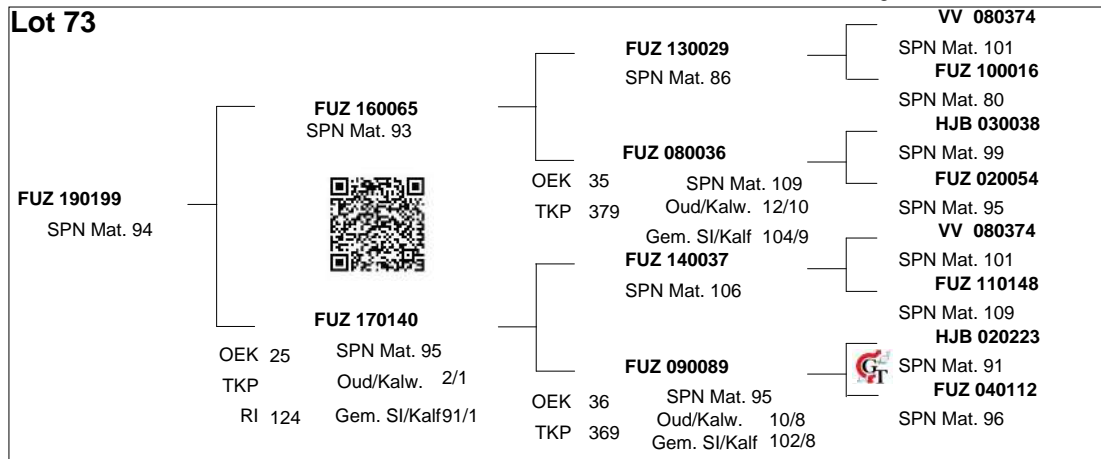 Lot 73
FUZ 190199
SPN Mat. 94
FUZ 160065
SPN Mat. 93
FUZ 170140
OEK 25 SPN Mat. 95
TKP Oud/Kalw. 2/1
RI 124 Gem. SI/Kalf 91/1
FUZ 130029
SPN Mat. 86
FUZ 080036
OEK 35 SPN Mat. 109
TKP 379 Oud/Kalw. 12/10
Gem. SI/Kalf 104/9
FUZ 140037
SPN Mat. 106
FUZ 090089
OEK 36 SPN Mat. 95
TKP 369 Oud/Kalw. 10/8
Gem. SI/Kalf 102/8
VV 080374
SPN Mat. 101
FUZ 100016
SPN Mat. 80
HJB 030038
SPN Mat. 99
FUZ 020054
SPN Mat. 95
VV 080374
SPN Mat. 101
FUZ 110148
SPN Mat. 109
HJB 020223
GT
SPN Mat. 91
FUZ 040112
SPN Mat. 96